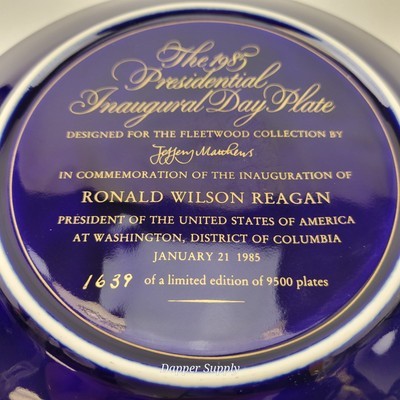 The 1985
Presidential
Inaugural Day Plate
DESIGNED FOR THE FLEETWOOD COLLECTION BY
Jeffery Matthews
IN COMMEMORATION OF THE INAUGURATION OF
RONALD WILSON REAGAN
PRESIDENT OF THE UNITED STATES OF AMERICA
AT WASHINGTON, DISTRICT OF COLUMBIA
JANUARY 21 1985
1639 of a limited edition of 9500 plates
Dapper Supply